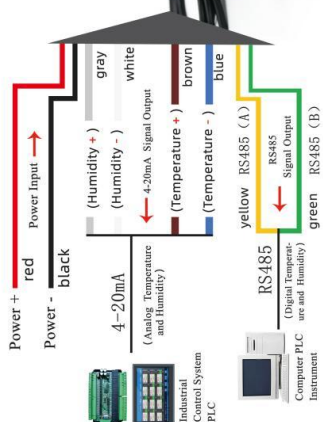 Power +
red
Power Input
Power -
black
gray
(Humidity + )
white
(Humidity - )
4-20mA Signal Output
brown
(Temperature + )
blue
(Temperature - )
yellow RS485 (A)
RS485
Signal Output
green RS485 (B)
4-20mA
(Analog Temperature
and Humidity)
RS485
(Digital Temperat-
ure and Humidity)
Industrial
Control System
PLC
Computer PLC
Instrument